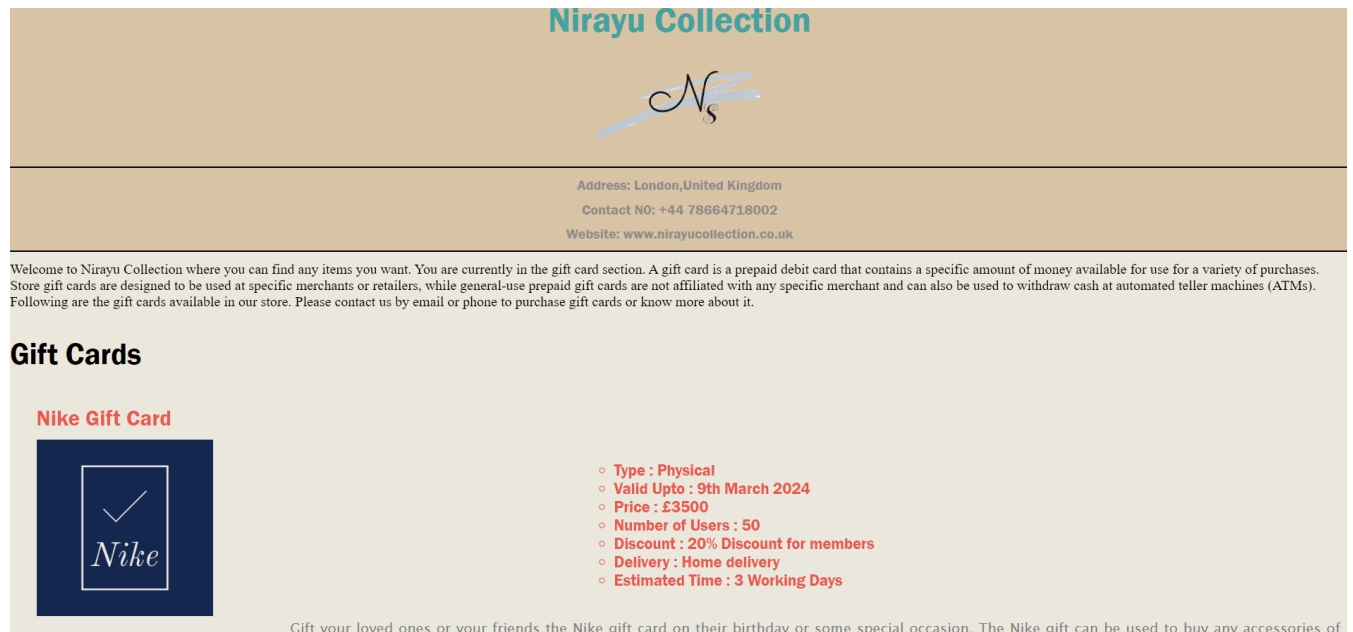 Nirayu Collection
Ns
Address: London,United Kingdom
Contact N0: +44 78664718002
Website: www.nirayucollection.co.uk
Welcome to Nirayu Collection where you can find any items you want. You are currently in the gift card section. A gift card is a prepaid debit card that contains a specific amount of money available for use for a variety of purchases.
Store gift cards are designed to be used at specific merchants or retailers, while general-use prepaid gift cards are not affiliated with any specific merchant and can also be used to withdraw cash at automated teller machines (ATMs).
Following are the gift cards available in our store. Please contact us by email or phone to purchase gift cards or know more about it.
Gift Cards
Nike Gift Card
Nike
Type : Physical
Valid Upto : 9th March 2024
Price : £3500
Number of Users : 50
Discount : 20% Discount for members
Delivery : Home delivery
Estimated Time : 3 Working Days
Gift your loved ones or your friends the Nike gift card on their birthday or some special occasion. The Nike gift can be used to buy any accessories of